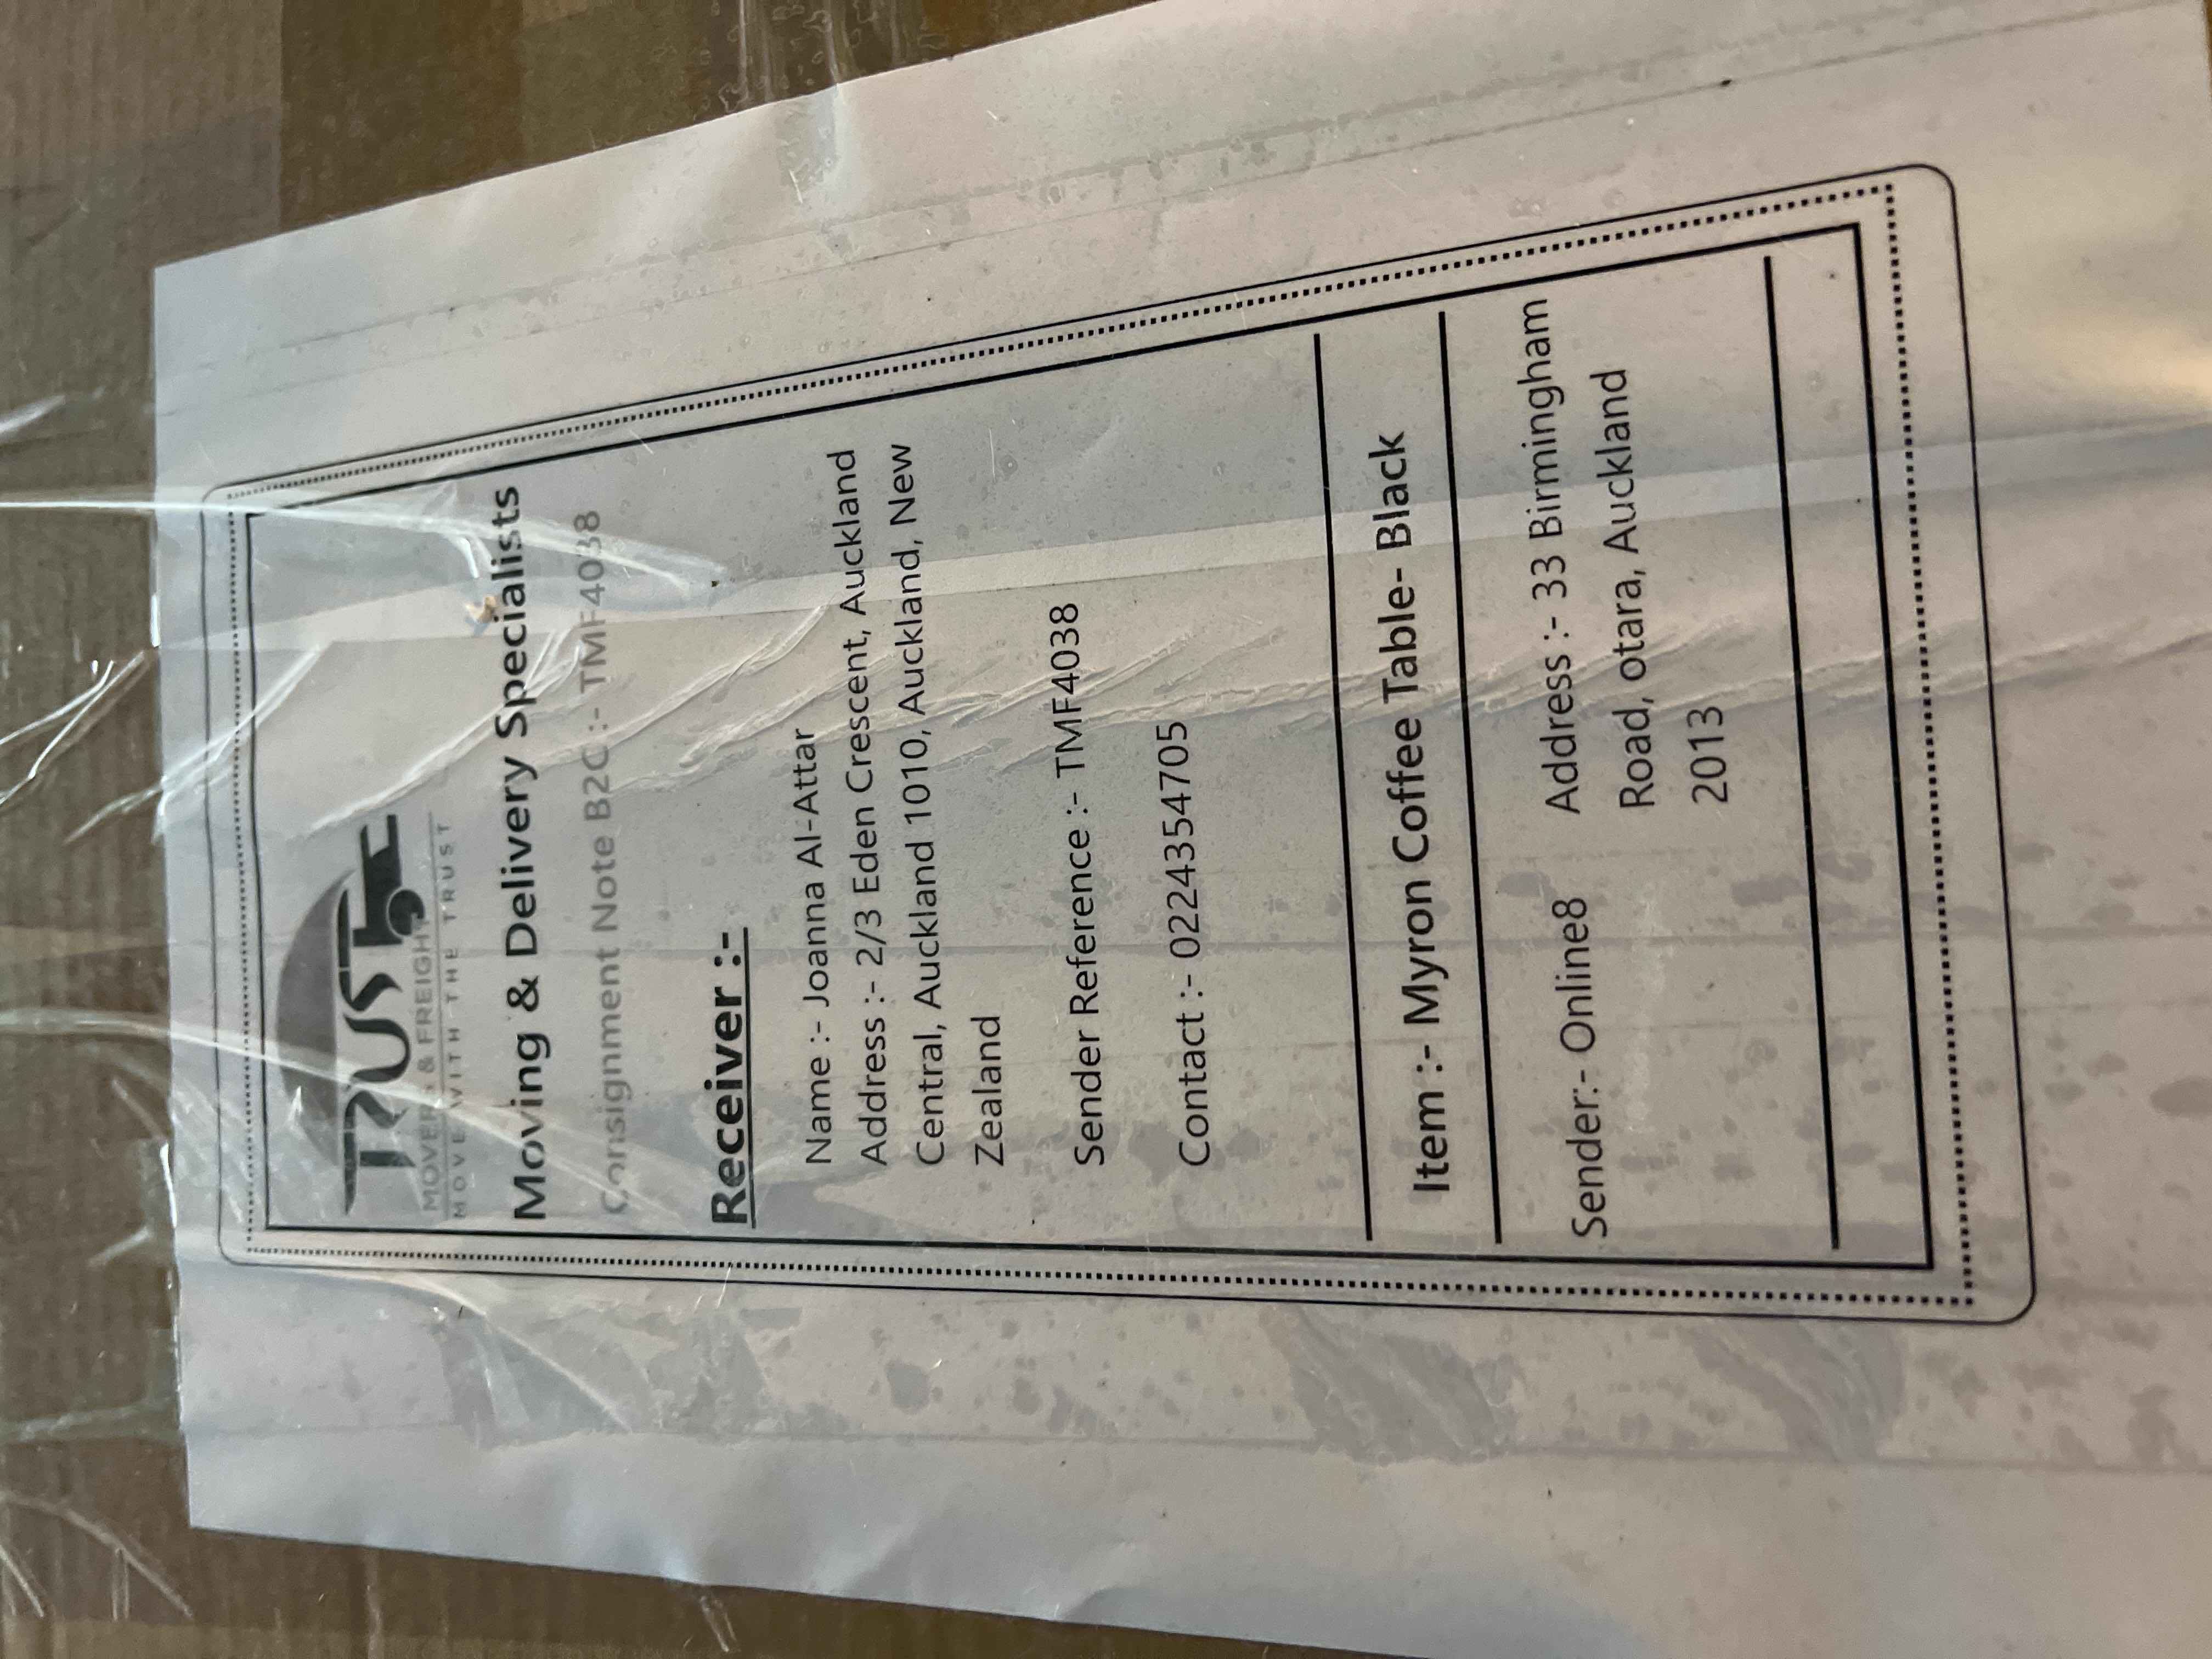 TRUST
MOVERS & FREIGHT
MOVE WITH THE TRUST
Moving & Delivery Specialists
Consignment Note B2C :- TMF4038
Receiver :-
Name :- Joanna Al-Attar
Address :- 2/3 Eden Crescent, Auckland
Central, Auckland 1010, Auckland, New
Zealand
Sender Reference :- TMF4038
Contact :- 0224354705
Item :- Myron Coffee Table- Black
Sender:- Online8
Address :- 33 Birmingham
Road, otara, Auckland
2013